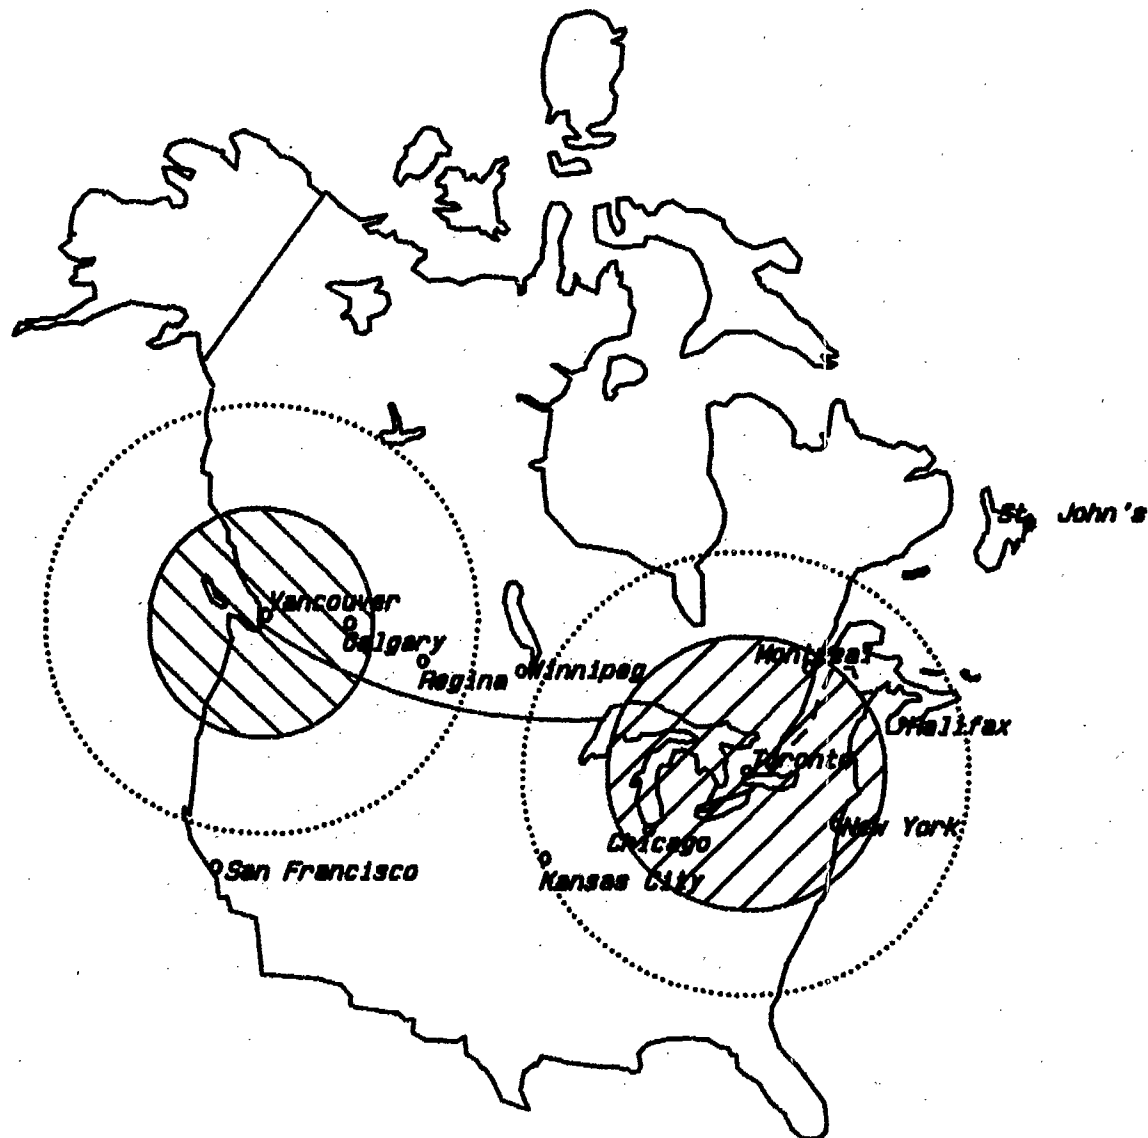 St. John's
Vancouver
Calgary
Montreal
Regina
Winnipeg
Halifax
Toronto
New York
Chicago
San Francisco
Kansas City